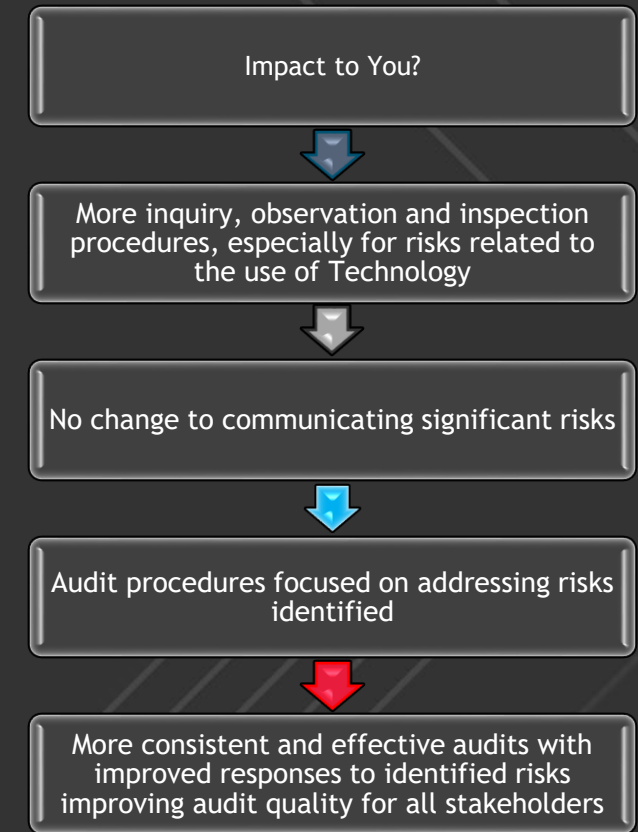 Impact to You?
More inquiry, observation and inspection
procedures, especially for risks related to
the use of Technology
No change to communicating significant risks
Audit procedures focused on addressing risks
identified
More consistent and effective audits with
improved responses to identified risks
improving audit quality for all stakeholders